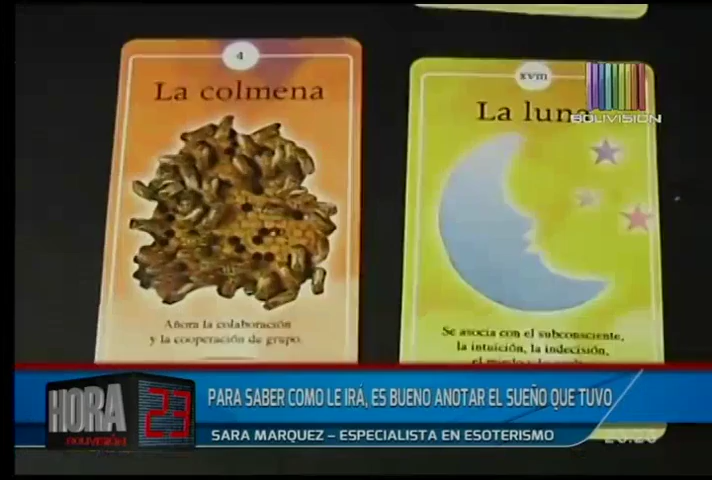 4
La colmena
Añora la colaboración
y la cooperación de grupo.
XVIII
La luna
Se asocia con el subconsciente,
la intuición, la indecisión,
BOLIVISIÓN
HORA 23
BOLIVISIÓN
PARA SABER COMO LE IRÁ, ES BUENO ANOTAR EL SUEÑO QUE TUVO
SARA MARQUEZ – ESPECIALISTA EN ESOTERISMO